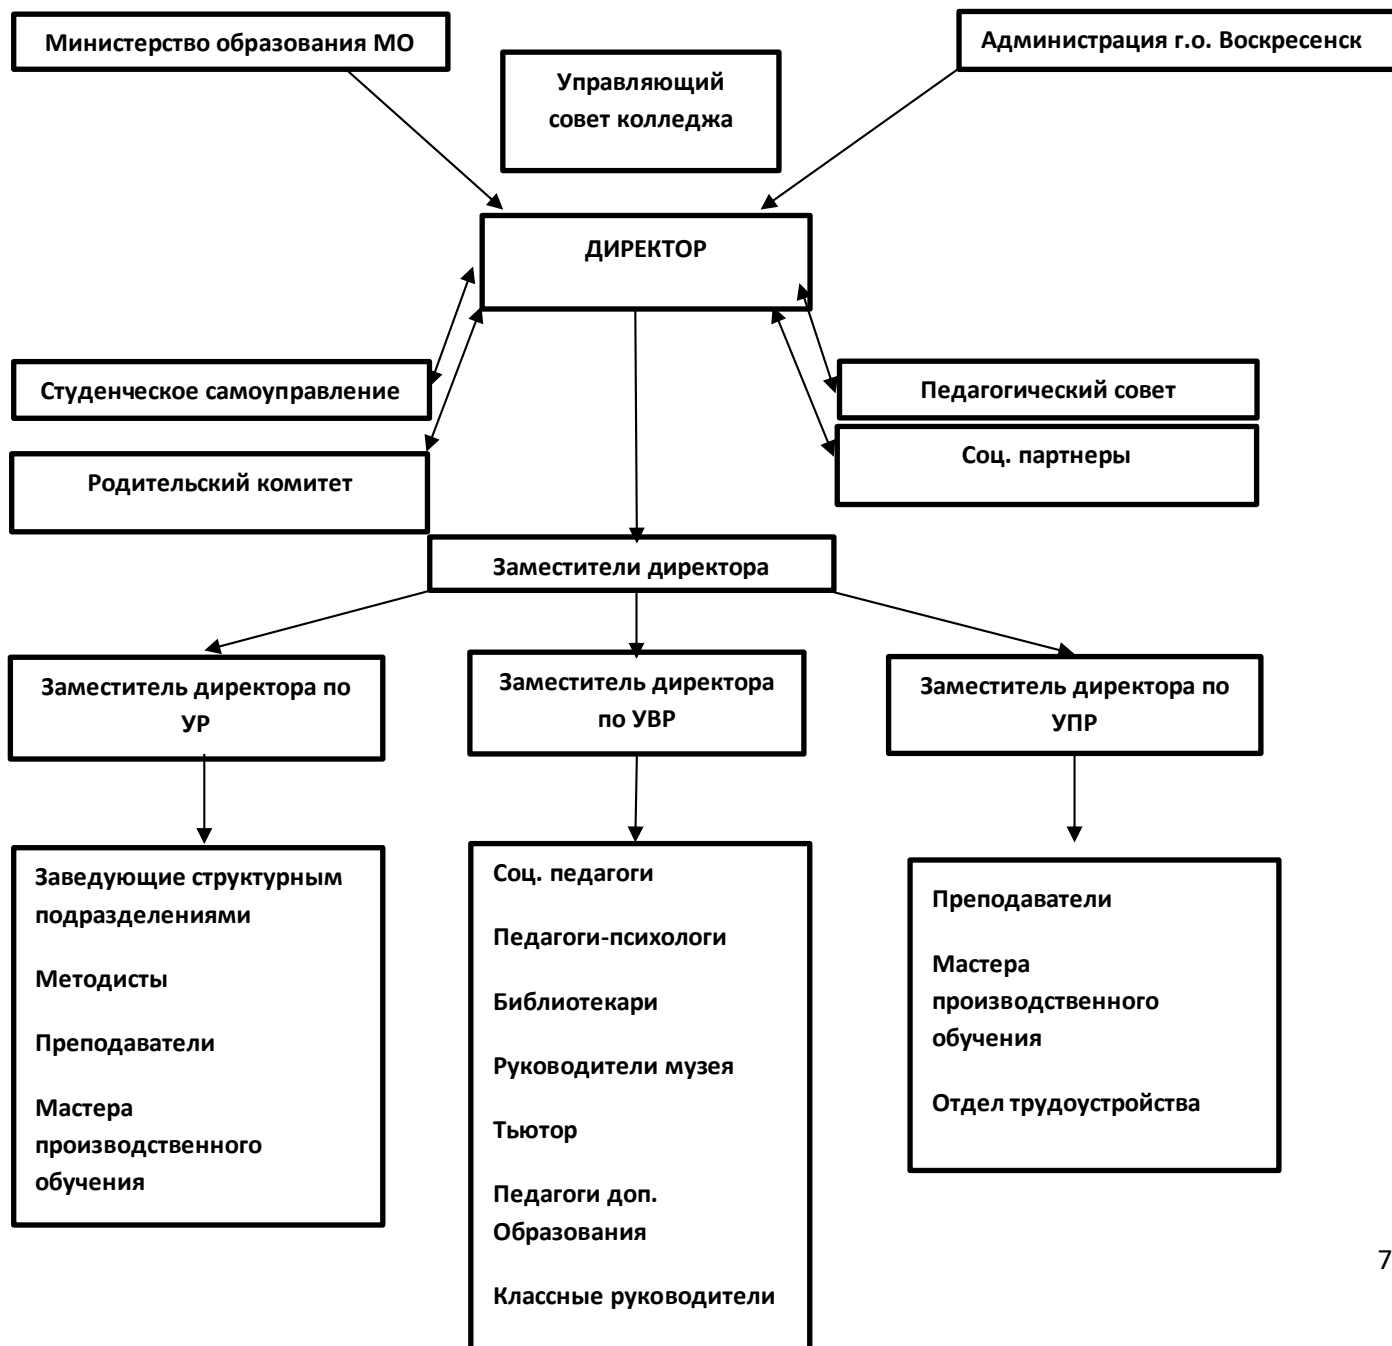 Министерство образования МО
Администрация г.о. Воскресенск
Управляющий
совет колледжа
ДИРЕКТОР
Студенческое самоуправление
Педагогический совет
Родительский комитет
Соц. партнеры
Заместители директора
Заместитель директора по
УР
Заместитель директора
по УВР
Заместитель директора по
УПР
Заведующие структурным
подразделениями
Методисты
Преподаватели
Мастера
производственного
обучения
Соц. педагоги
Педагоги-психологи
Библиотекари
Руководители музея
Тьютор
Педагоги доп.
Образования
Классные руководители
Преподаватели
Мастера
производственного
обучения
Отдел трудоустройства
7